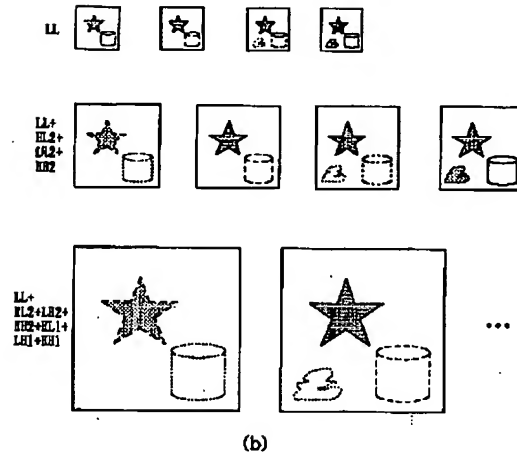 LL
LL+
HL2+
LH2+
HH2
LL+
HL2+LH2+
HH2+HL1+
LH1+HH1
...
(b)